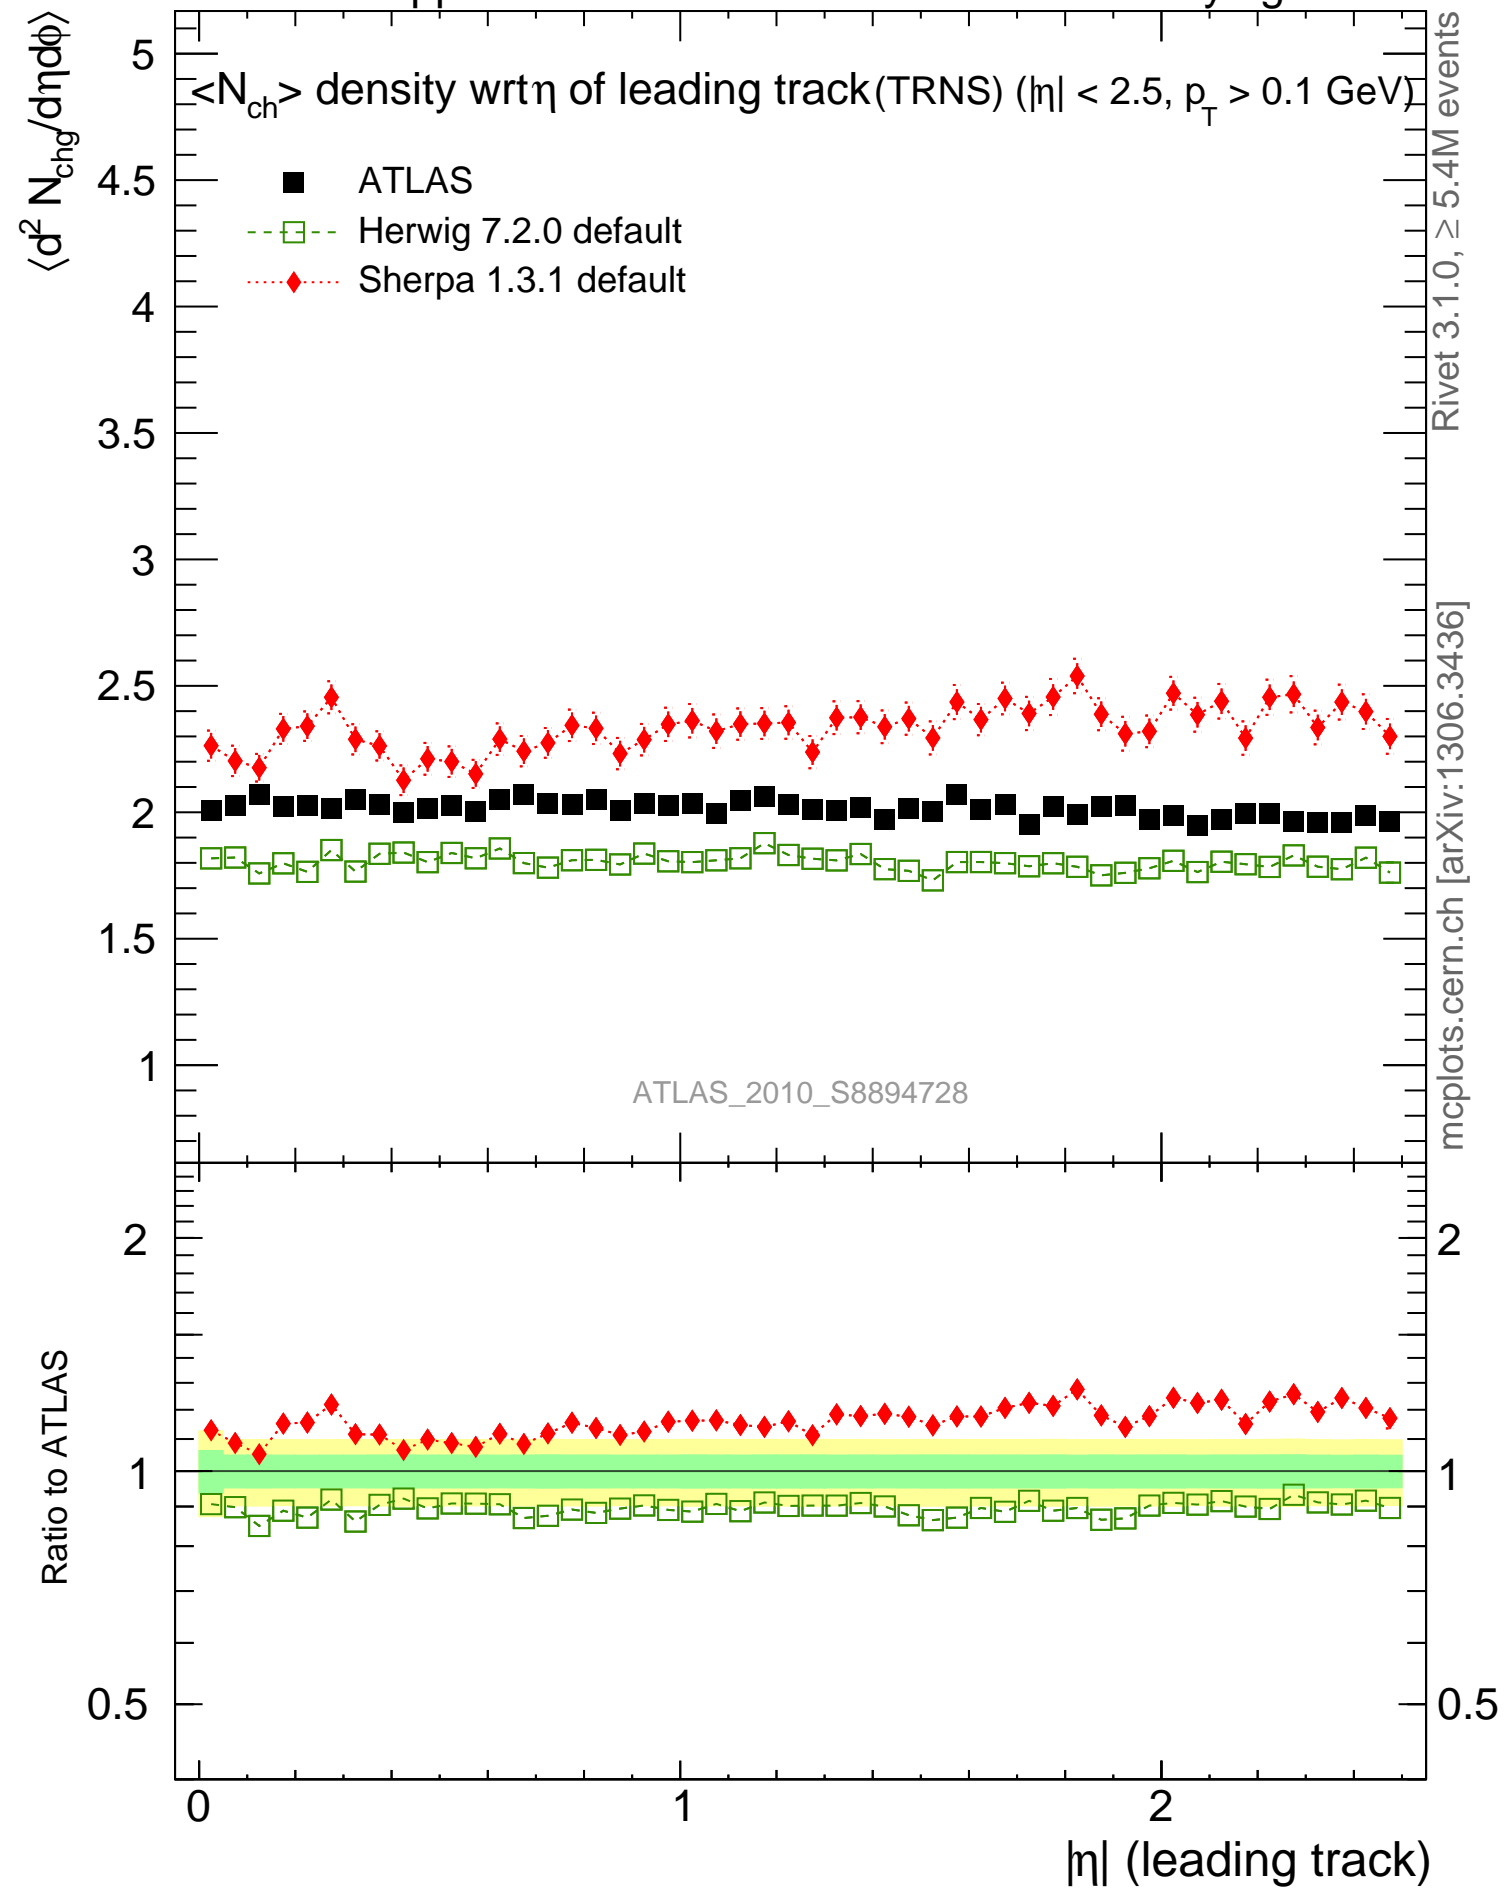 <N_ch> density wrt η of leading track (TRNS) (|η| < 2.5, p_T > 0.1 GeV)
⟨d² N_chg/dηdϕ⟩
ATLAS
Herwig 7.2.0 default
Sherpa 1.3.1 default
5
4.5
4
3.5
3
2.5
2
1.5
1
ATLAS_2010_S8894728
Rivet 3.1.0, ≥ 5.4M events
mcplots.cern.ch [arXiv:1306.3436]
Ratio to ATLAS
2
1
0.5
2
1
0.5
0
1
2
|η| (leading track)